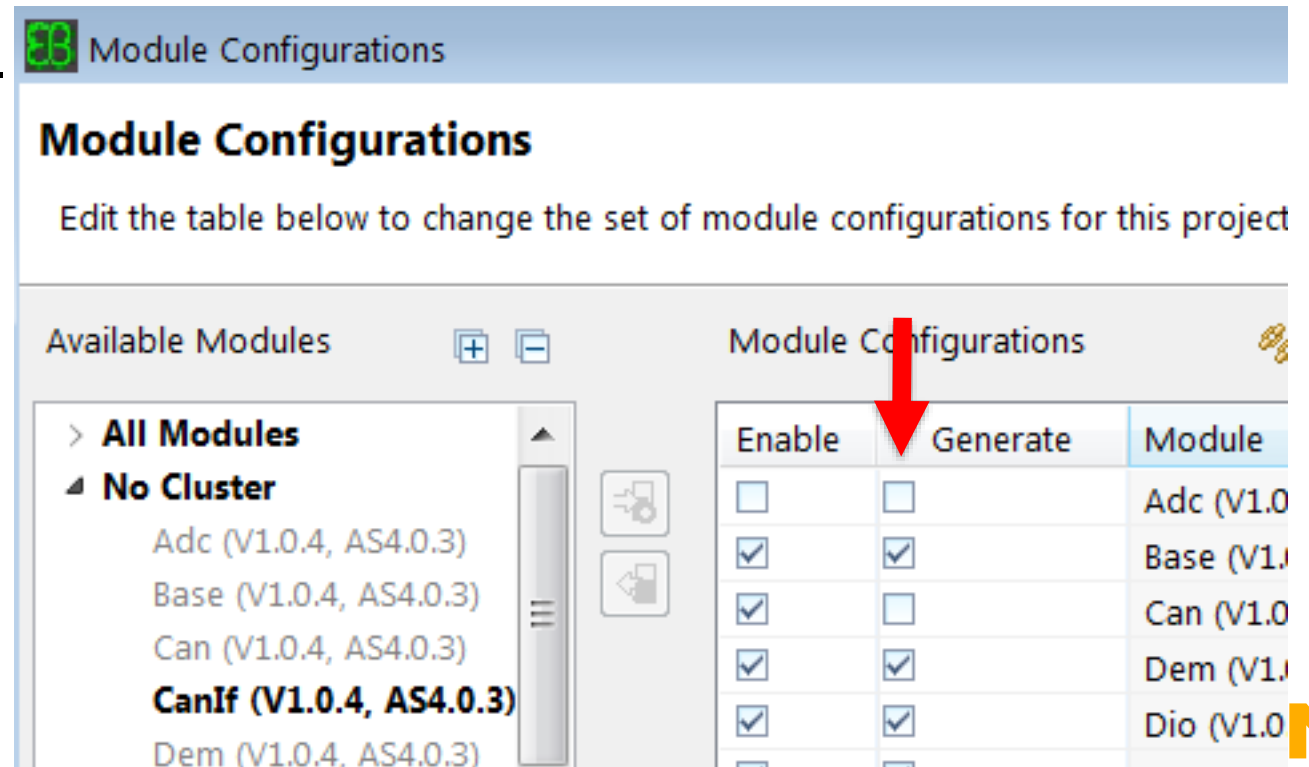 EB Module Configurations
Module Configurations
Edit the table below to change the set of module configurations for this project
Available Modules
Module Configurations
All Modules
No Cluster
Adc (V1.0.4, AS4.0.3)
Base (V1.0.4, AS4.0.3)
Can (V1.0.4, AS4.0.3)
CanIf (V1.0.4, AS4.0.3)
Dem (V1.0.4, AS4.0.3)
Enable Generate Module
Adc (V1.0
Base (V1.
Can (V1.0
Dem (V1.
Dio (V1.0